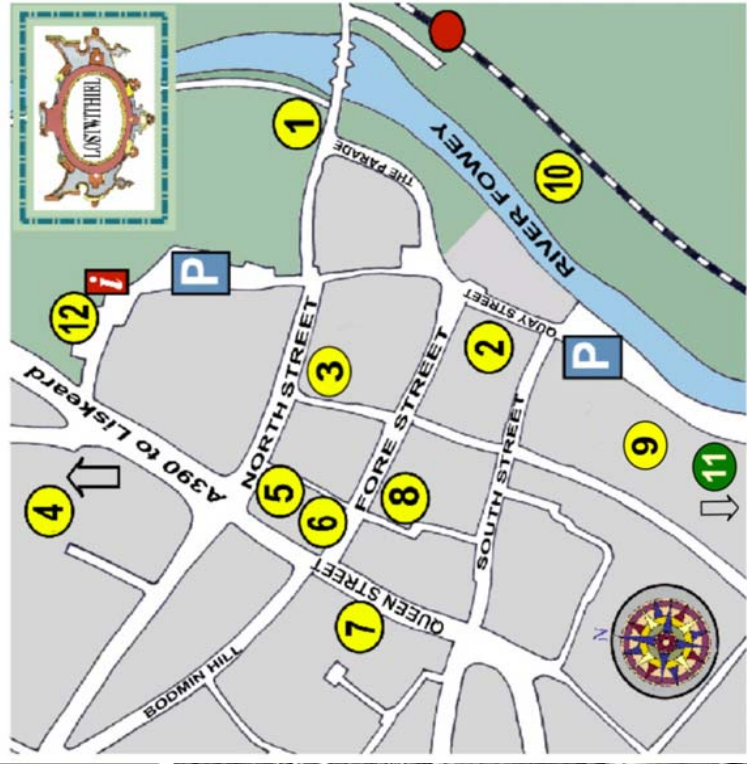 LOSTWITHIEL
1
THE PARADE
RIVER FOWEY
10
i
12
P
A390 to Liskeard
NORTH STREET
3
FORE STREET
2
QUAY STREET
P
4
5
6
8
SOUTH STREET
9
11
7
QUEEN STREET
BODMIN HILL
N